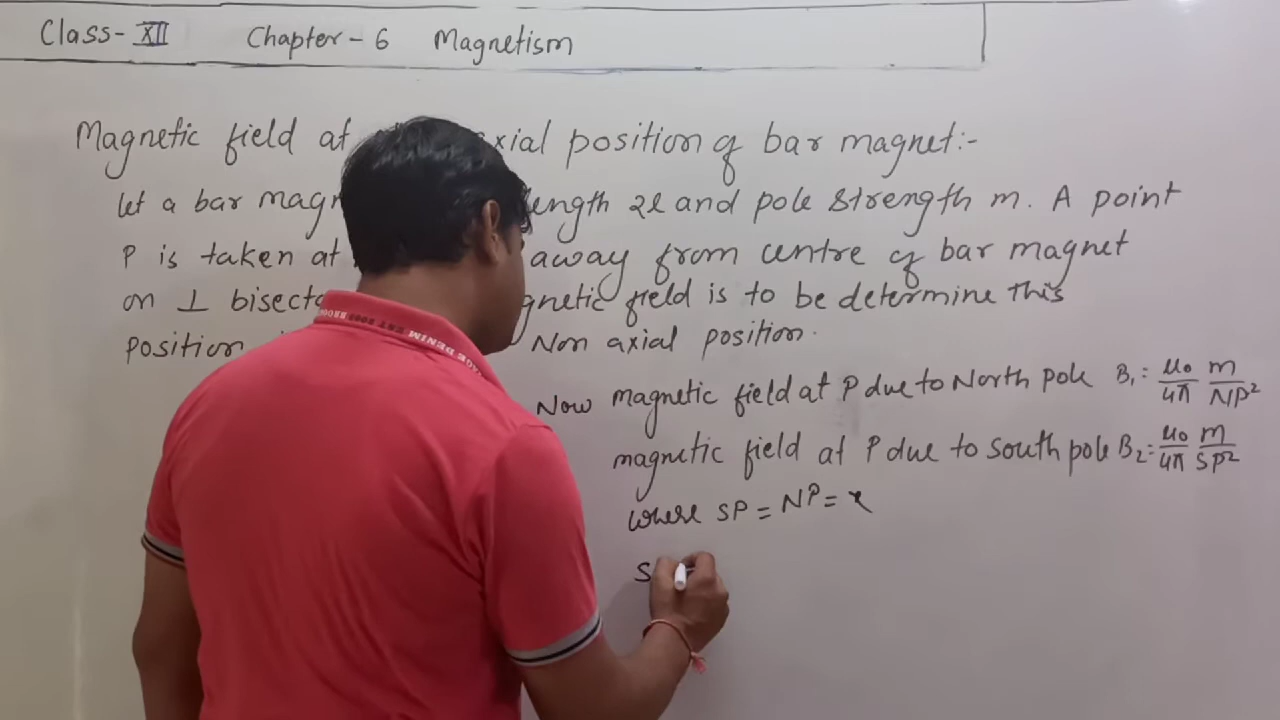 Class-XII Chapter-6 Magnetism
Magnetic field at xial position of bar magnet:-
let a bar magn length 2l and pole strength m. A point
P is taken at away from centre of bar magnet
on ⊥ bisecto gnetic field is to be determine this
position Non axial position.
Now magnetic field at P due to North pole B₁ = μ₀/4π m/NP²
magnetic field at P due to south pole B₂ = μ₀/4π m/SP²
where SP = NP = x
S